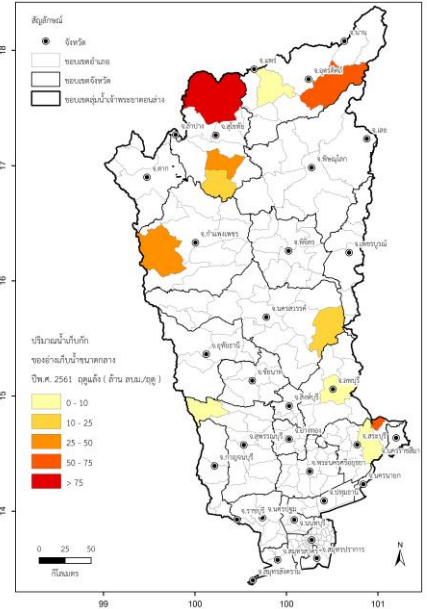 สัญลักษณ์
จังหวัด
ขอบเขตอำเภอ
ขอบเขตจังหวัด
ขอบเขตลุ่มน้ำเจ้าพระยาตอนล่าง
จ.น่าน
จ.แพร่
จ.อุตรดิตถ์
จ.ลำปาง
จ.สุโขทัย
จ.เลย
จ.ตาก
จ.พิษณุโลก
จ.กำแพงเพชร
จ.พิจิตร
จ.เพชรบูรณ์
จ.นครสวรรค์
จ.อุทัยธานี
จ.ชัยนาท
จ.ลพบุรี
จ.สิงห์บุรี
จ.อ่างทอง
จ.สุพรรณบุรี
จ.สระบุรี
จ.นครราชสีมา
จ.กาญจนบุรี
จ.พระนครศรีอยุธยา
จ.นครนายก
จ.ปทุมธานี
จ.ราชบุรี
จ.นครปฐม
จ.นนทบุรี
จ.สมุทรสาคร
จ.สมุทรปราการ
จ.สมุทรสงคราม
ปริมาณน้ำเก็บกัก
ของอ่างเก็บน้ำขนาดกลาง
ปีพ.ศ. 2561 ฤดูแล้ง ( ล้าน ลบม./ฤดู )
0 - 10
10 - 25
25 - 50
50 - 75
> 75
0 25 50
กิโลเมตร
N
18
17
16
15
14
99 100 100 101